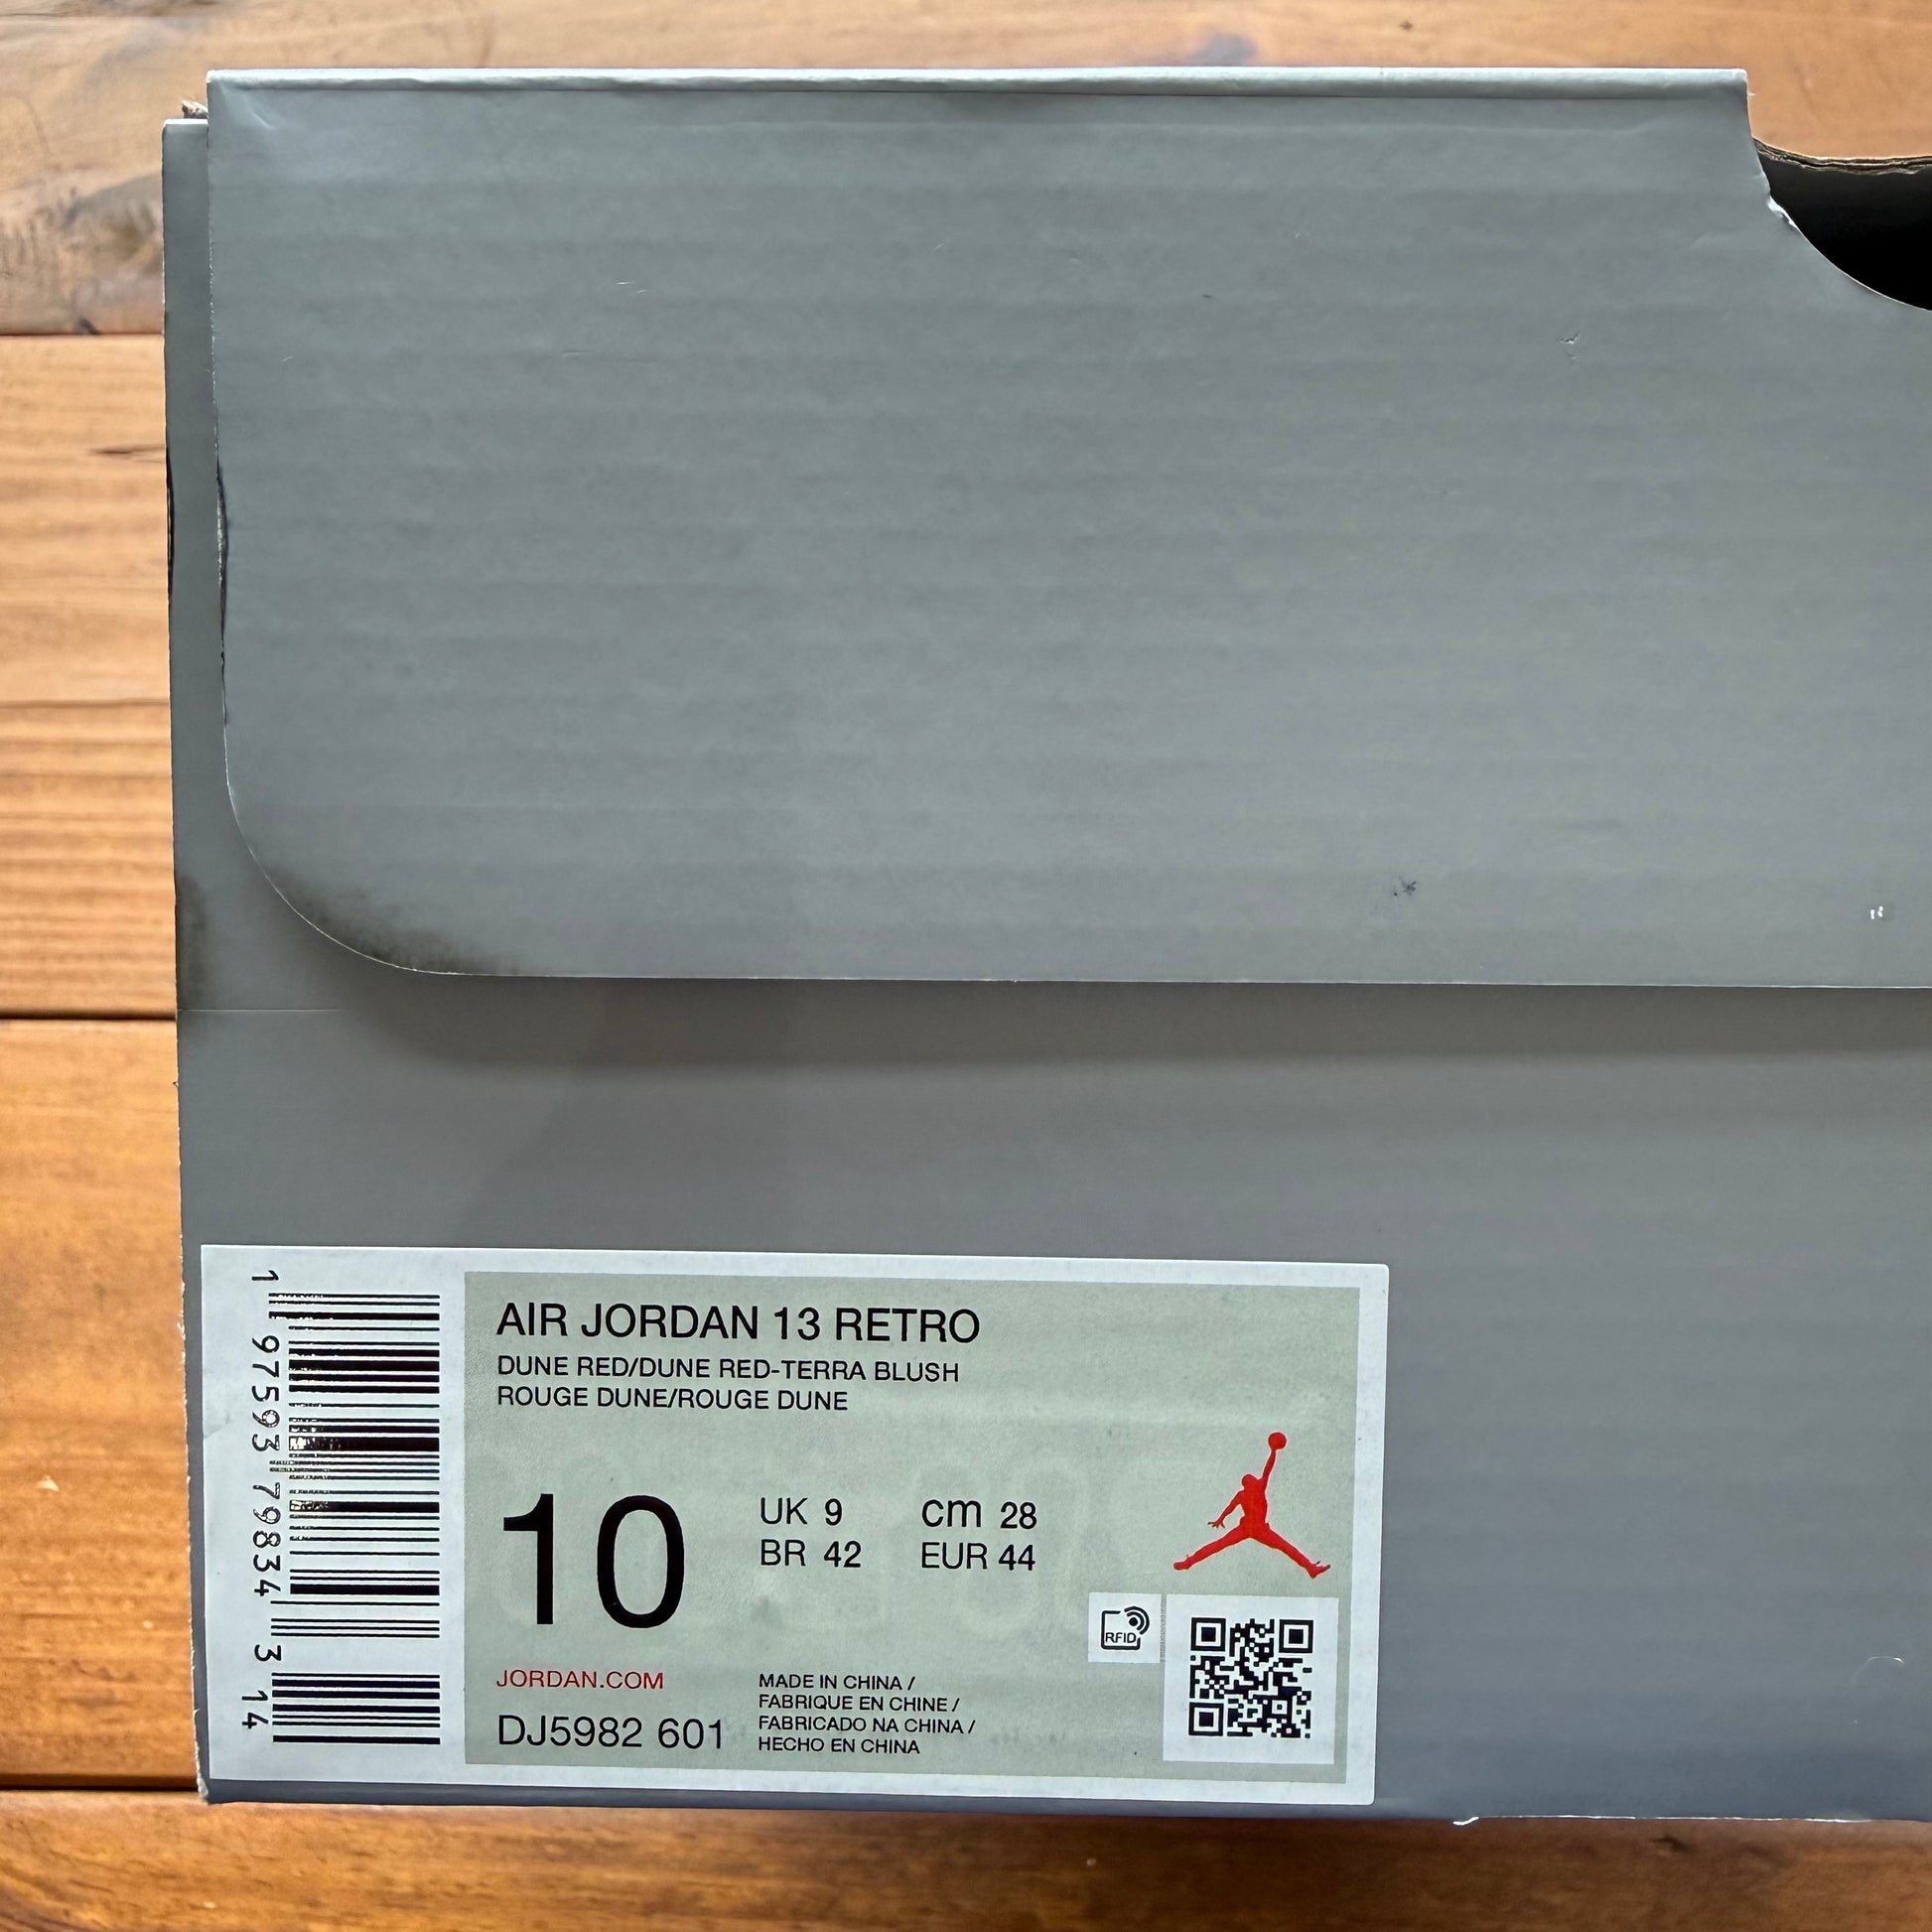 1 97593 79834 3 14
AIR JORDAN 13 RETRO
DUNE RED/DUNE RED-TERRA BLUSH
ROUGE DUNE/ROUGE DUNE
10
UK 9 cm 28
BR 42 EUR 44
RFID
JORDAN.COM
DJ5982 601
MADE IN CHINA /
FABRIQUE EN CHINE /
FABRICADO NA CHINA /
HECHO EN CHINA